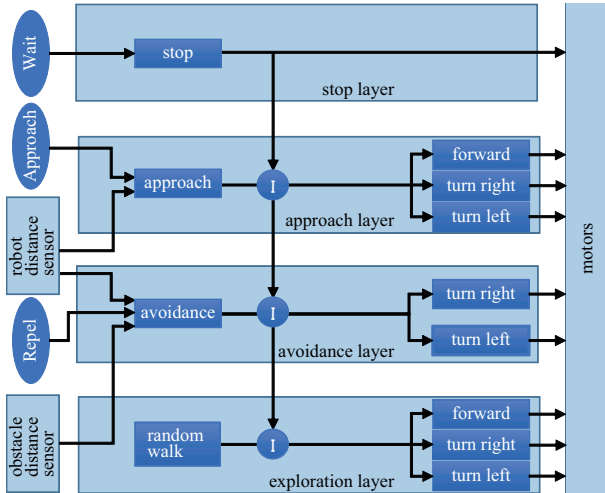 Wait
stop
stop layer
Approach
approach
I
forward
turn right
turn left
approach layer
robot
distance
sensor
Repel
avoidance
I
turn right
turn left
avoidance layer
obstacle
distance
sensor
random
walk
I
forward
turn right
turn left
exploration layer
motors